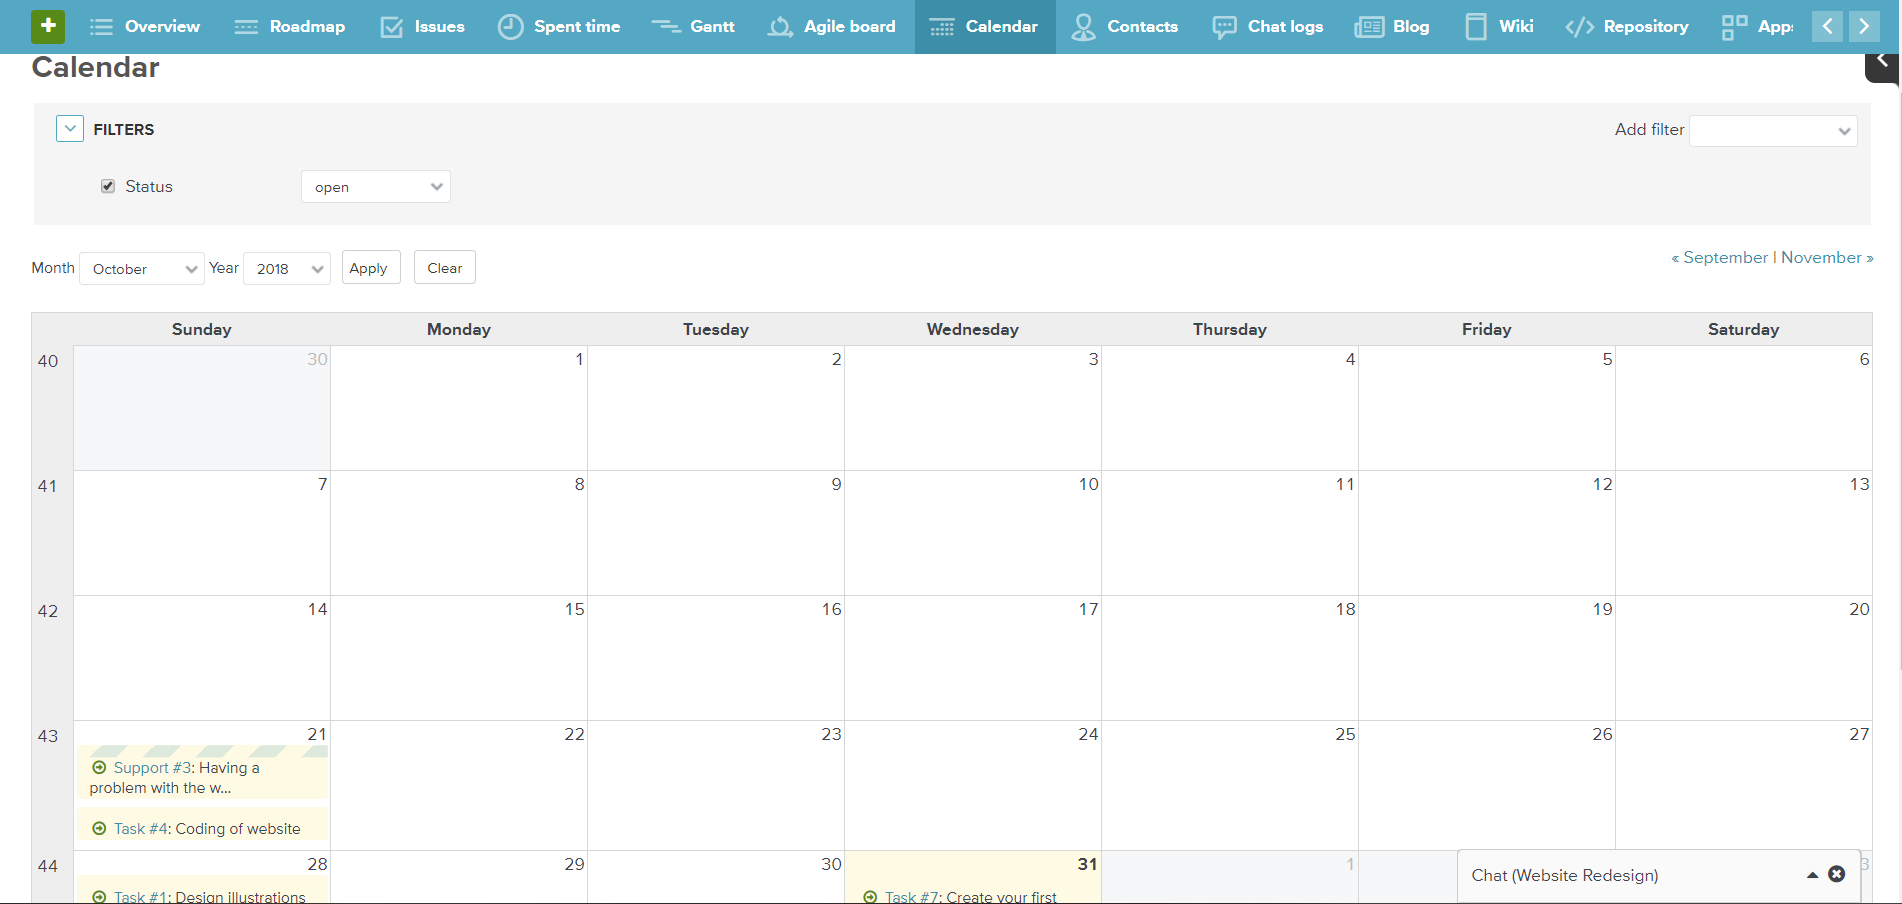 + Overview Roadmap Issues Spent time Gantt Agile board Calendar Contacts Chat logs Blog Wiki Repository Apps
Calendar
FILTERS
Add filter
Status open
Month October Year 2018 Apply Clear
« September | November »
Sunday Monday Tuesday Wednesday Thursday Friday Saturday
40 30 1 2 3 4 5 6
41 7 8 9 10 11 12 13
42 14 15 16 17 18 19 20
43 21 22 23 24 25 26 27
Support #3: Having a
problem with the w...
Task #4: Coding of website
44 28 29 30 31 1 3
Task #1: Design illustrations
Task #7: Create your first
Chat (Website Redesign)